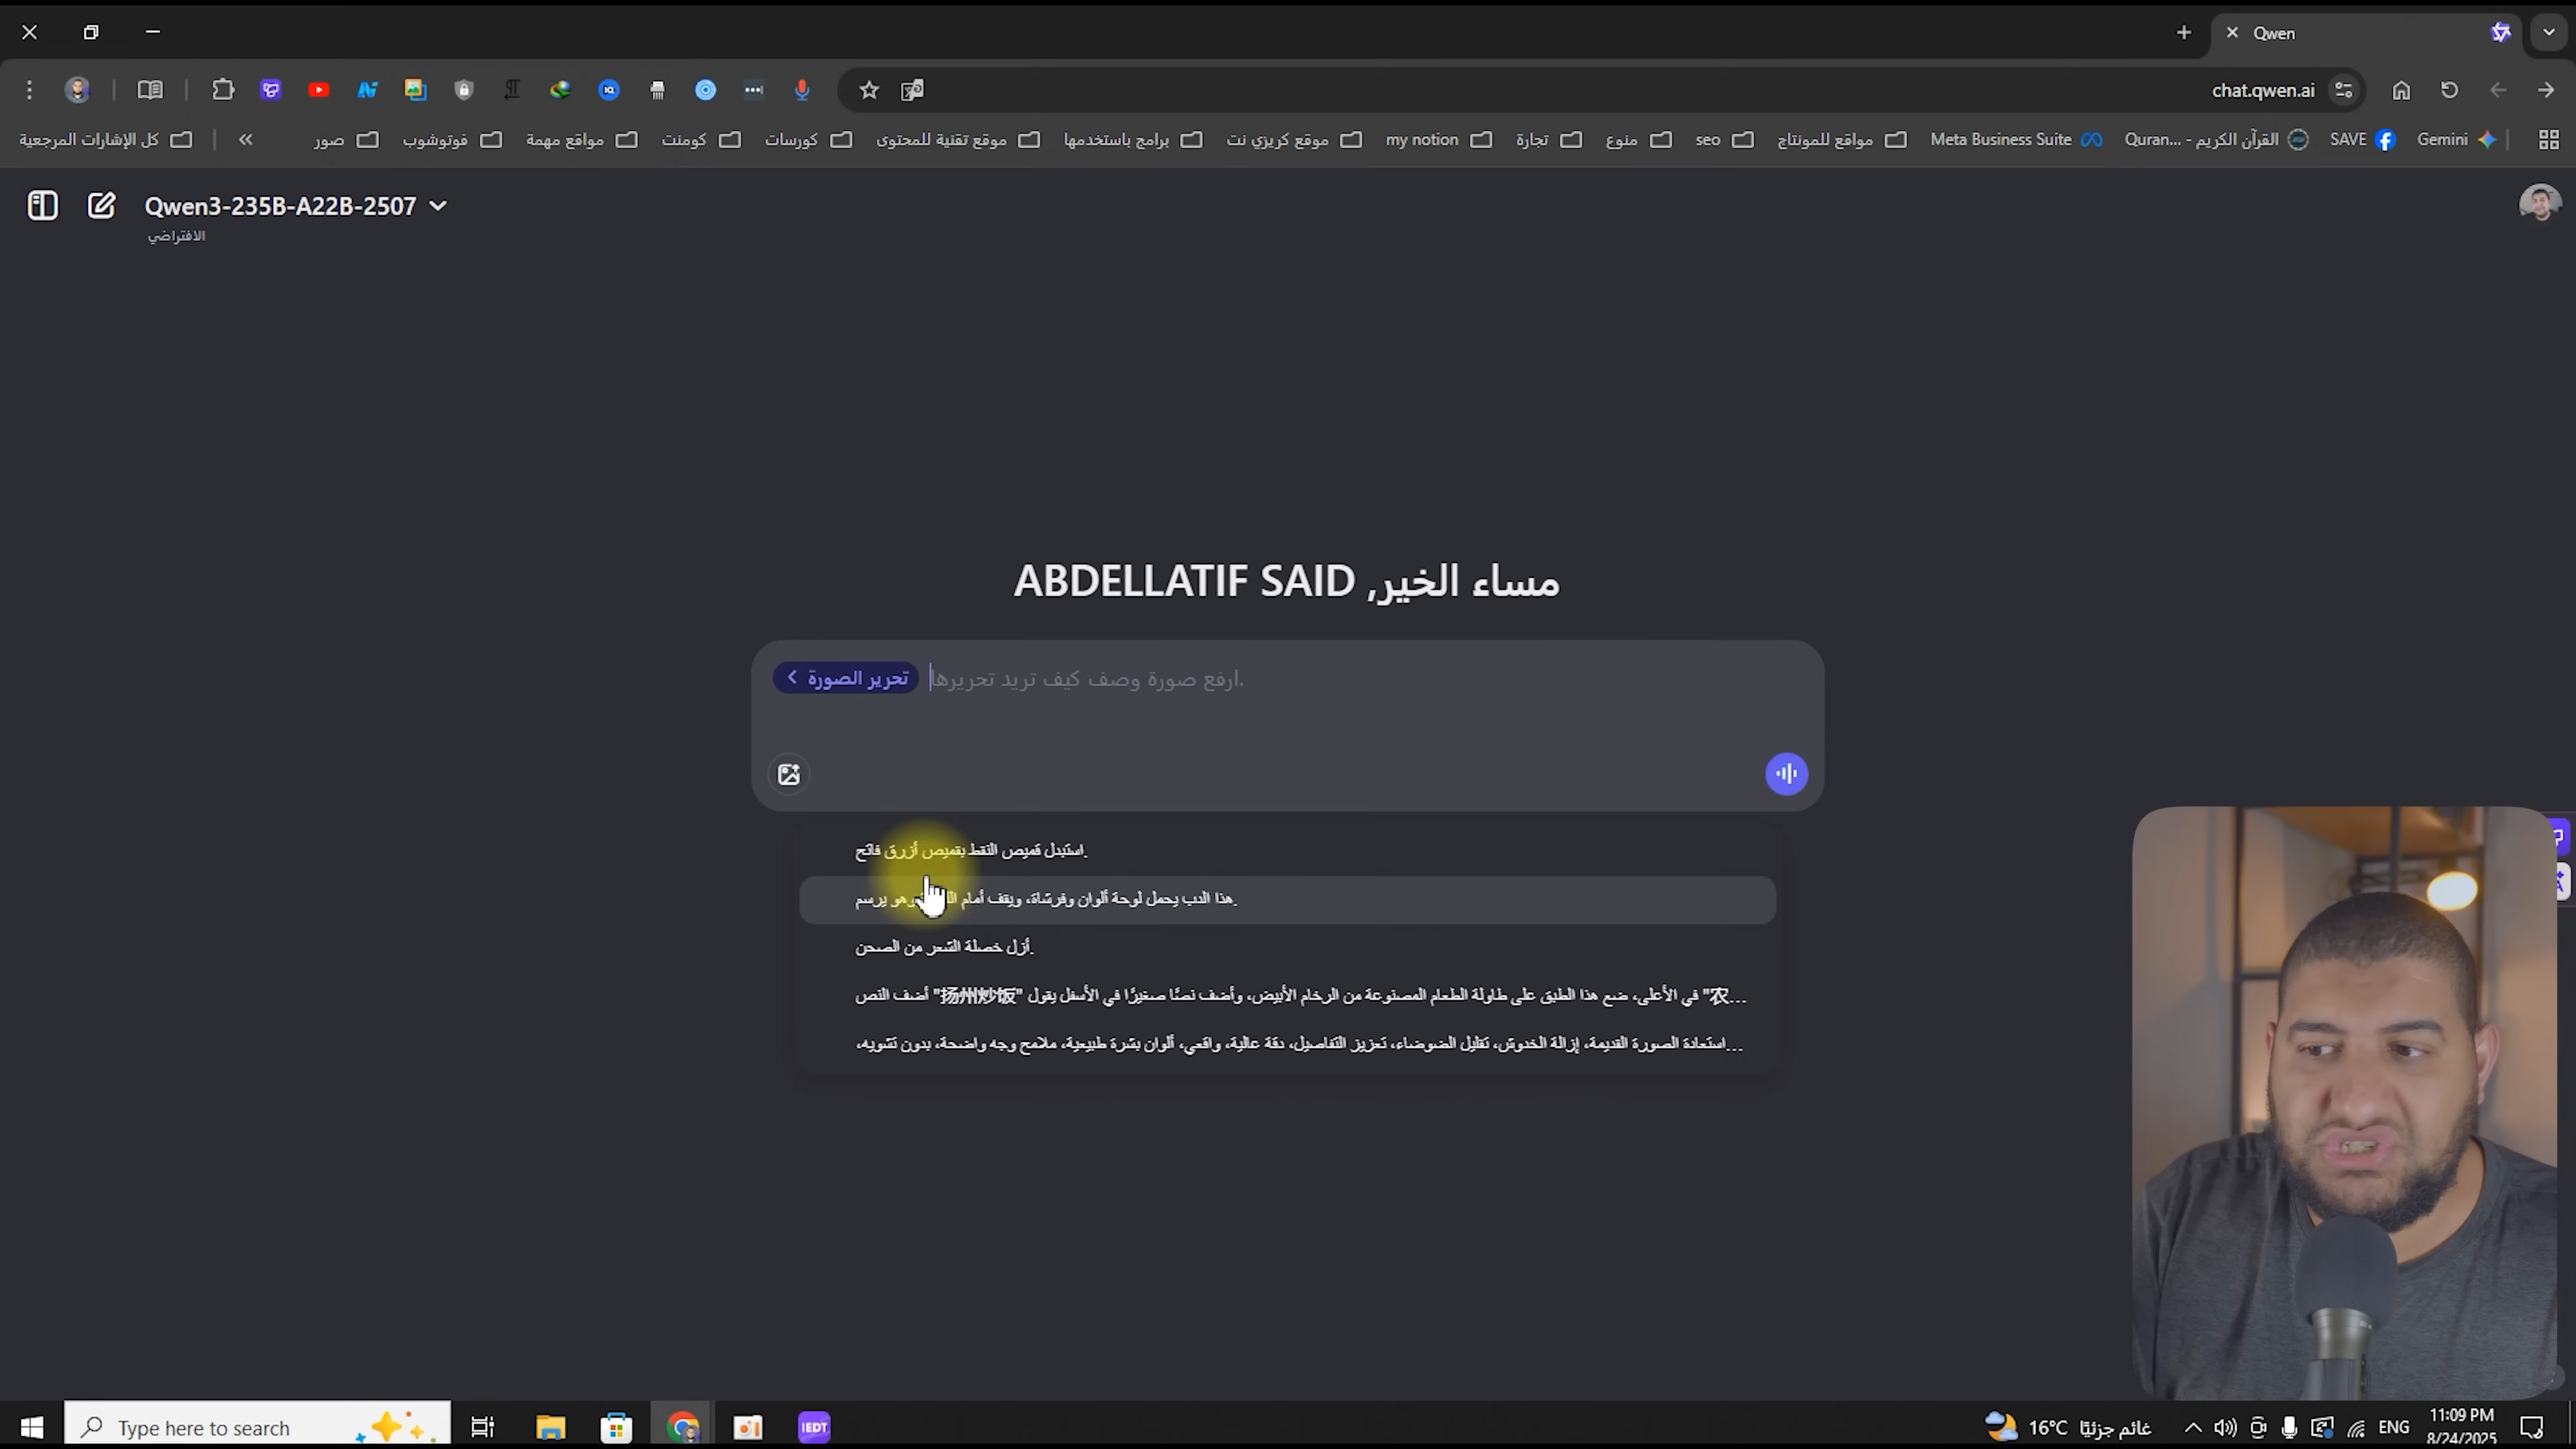 Qwen
chat.qwen.ai
Gemini
SAVE
القرآن الكريم - ...Quran
Meta Business Suite
مواقع للمونتاج
seo
منوع
تجارة
my notion
موقع كريزي نت
برامج باستخدمها
موقع تقنية للمحتوى
كورسات
كومنت
مواقع مهمة
فوتوشوب
صور
كل الإشارات المرجعية
Qwen3-235B-A22B-2507
الافتراضي
مساء الخير, ABDELLATIF SAID
تحرير الصورة
ارفع صورة وصف كيف تريد تحريرها.
استبدل قميص النقط بقميص أزرق فاتح.
هذا الدب يحمل لوحة ألوان وفرشاة، ويقف أمام وهو يرسم.
أزل خصلة الشعر من الصحن.
أضف النص "扬州炒饭" في الأعلى، ضع هذا الطبق على طاولة الطعام المصنوعة من الرخام الأبيض، وأضف نصًا صغيرًا في الأسفل يقول "农...
استعادة الصورة القديمة، إزالة الخدوش، تقليل الضوضاء، تعزيز التفاصيل، دقة عالية، واقعي، ألوان بشرة طبيعية، ملامح وجه واضحة، بدون تشويه،...
Type here to search
IEDT
16°C غائم جزئيًا
ENG
11:09 PM
8/24/2025